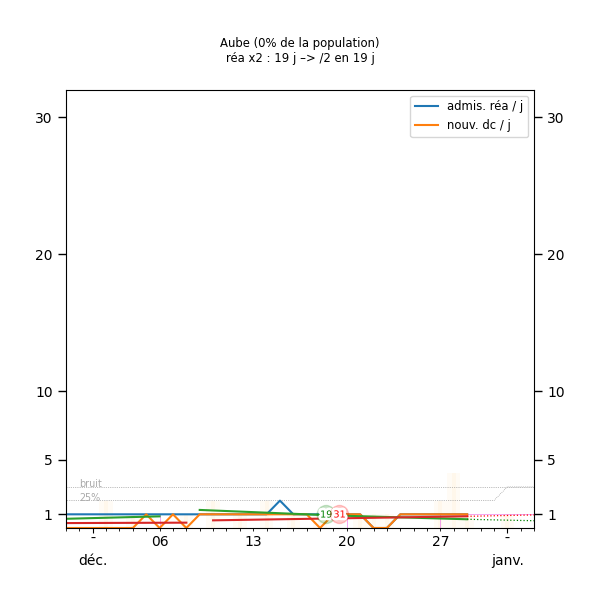 Aube (0% de la population)
réa x2 : 19 j –> /2 en 19 j
admis. réa / j
nouv. dc / j
30 30
20 20
10 10
5 5
bruit
25%
1 19 31 1
- 06 13 20 27 -
déc. janv.